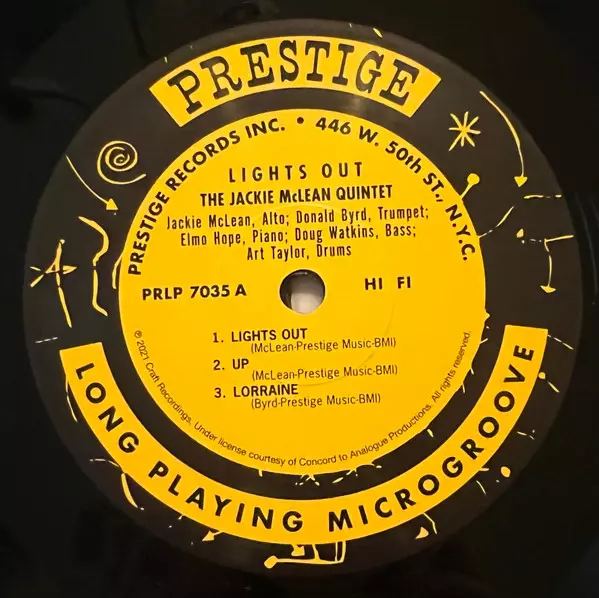 PRESTIGE
PRESTIGE RECORDS INC. • 446 W. 50th ST., N.Y.C.
LIGHTS OUT
THE JACKIE McLEAN QUINTET
Jackie McLean, Alto; Donald Byrd, Trumpet;
Elmo Hope, Piano; Doug Watkins, Bass;
Art Taylor, Drums
PRLP 7035 A
HI FI
1. LIGHTS OUT
(McLean-Prestige Music-BMI)
2. UP
(McLean-Prestige Music-BMI)
3. LORRAINE
(Byrd-Prestige Music-BMI)
℗ 2021 Craft Recordings. Under license courtesy of Concord to Analogue Productions. All rights reserved.
LONG PLAYING MICROGROOVE